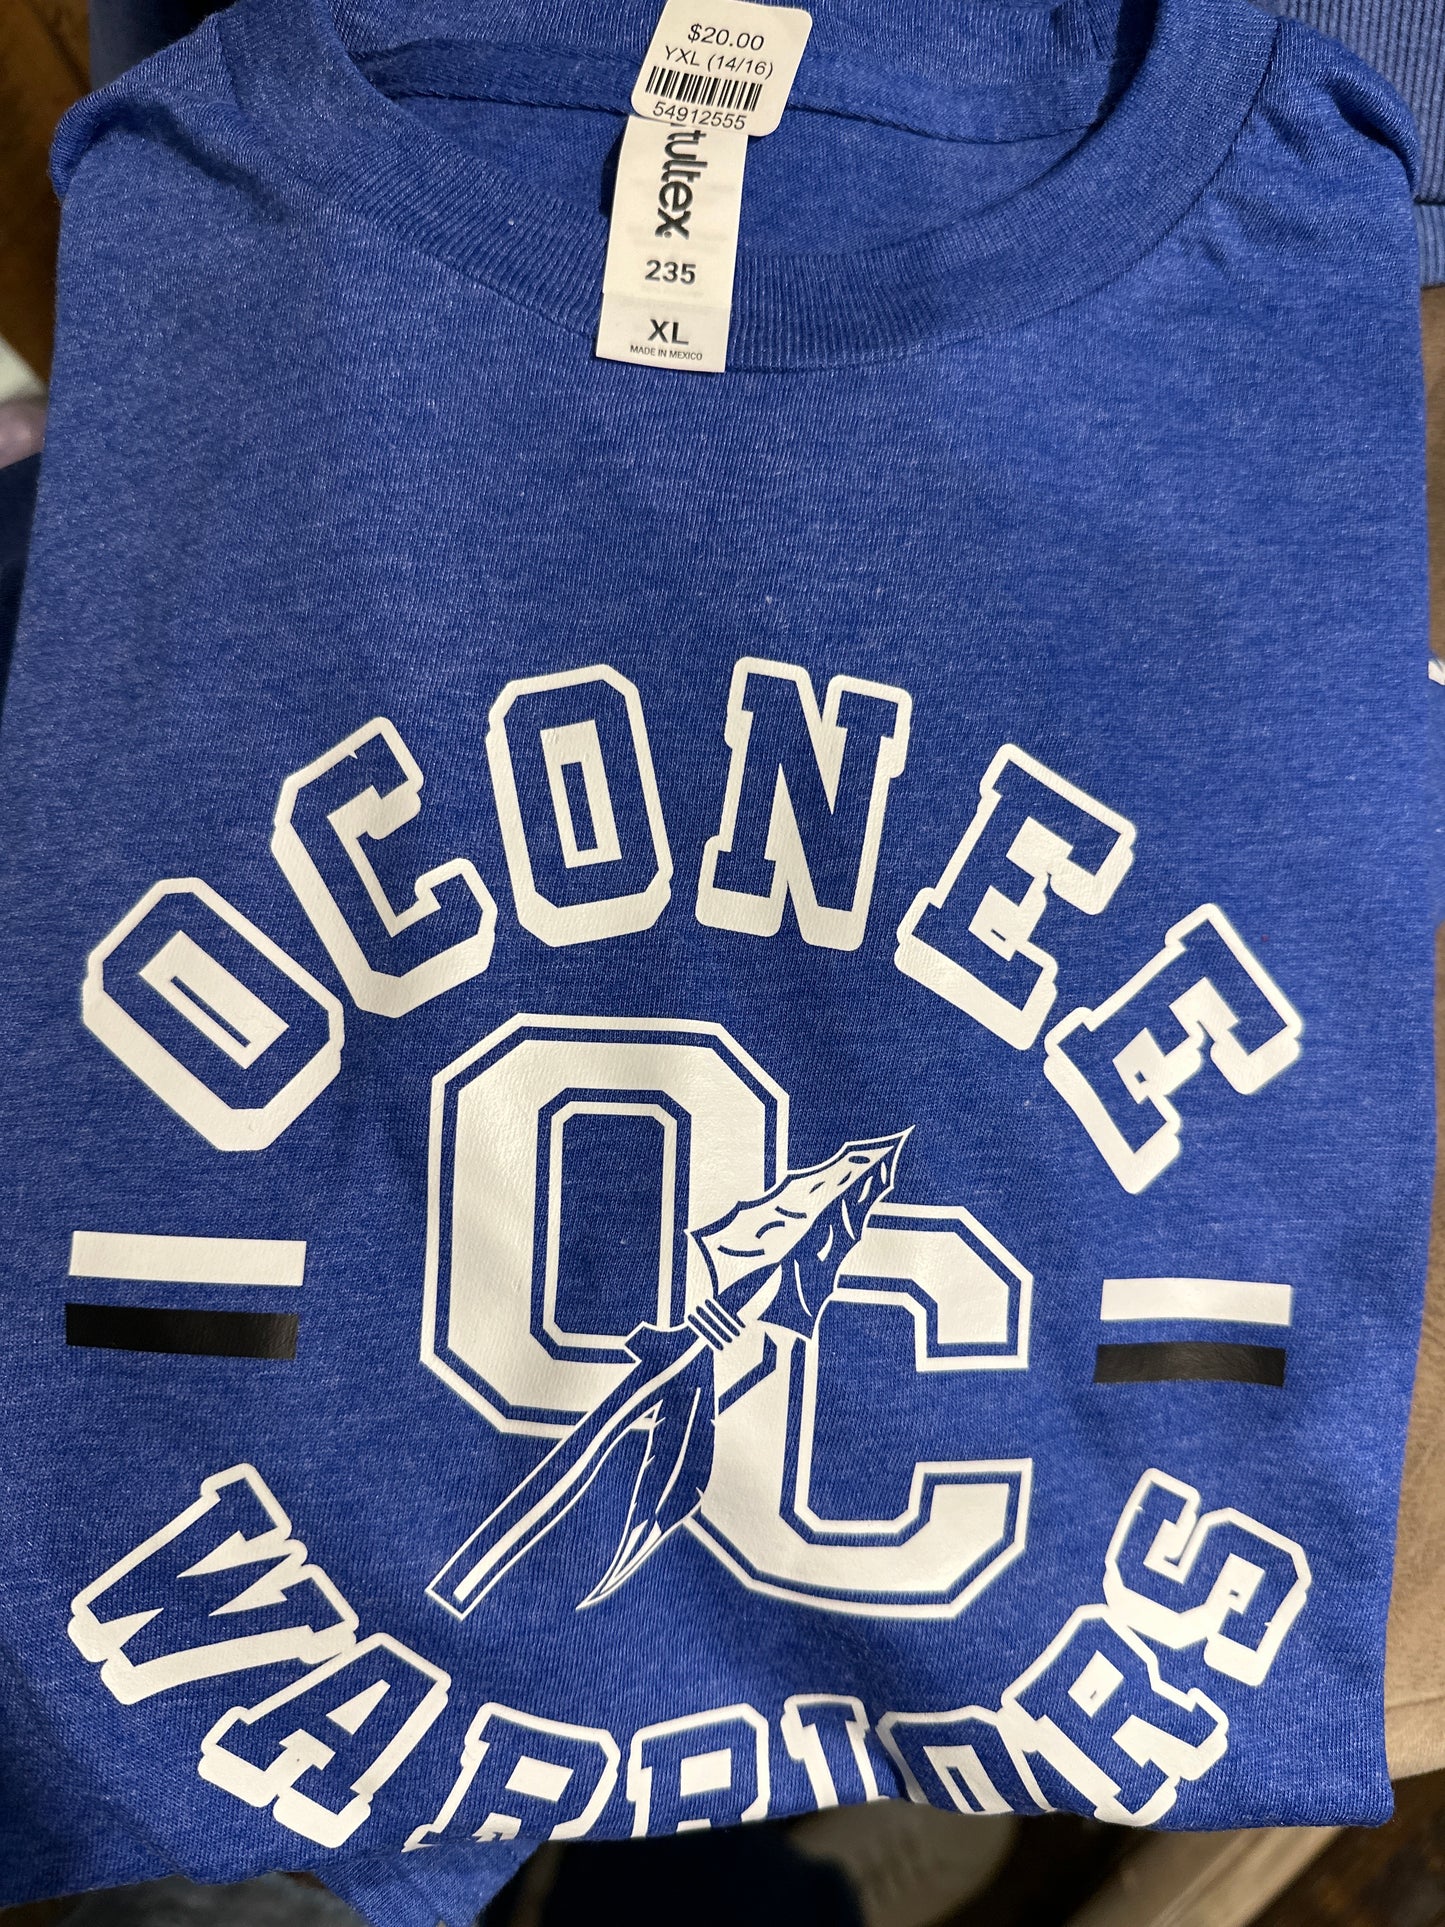 $20.00
YXL (14/16)
54912555
tultex
235
XL
MADE IN MEXICO
OCONEE
OC
WARRIORS